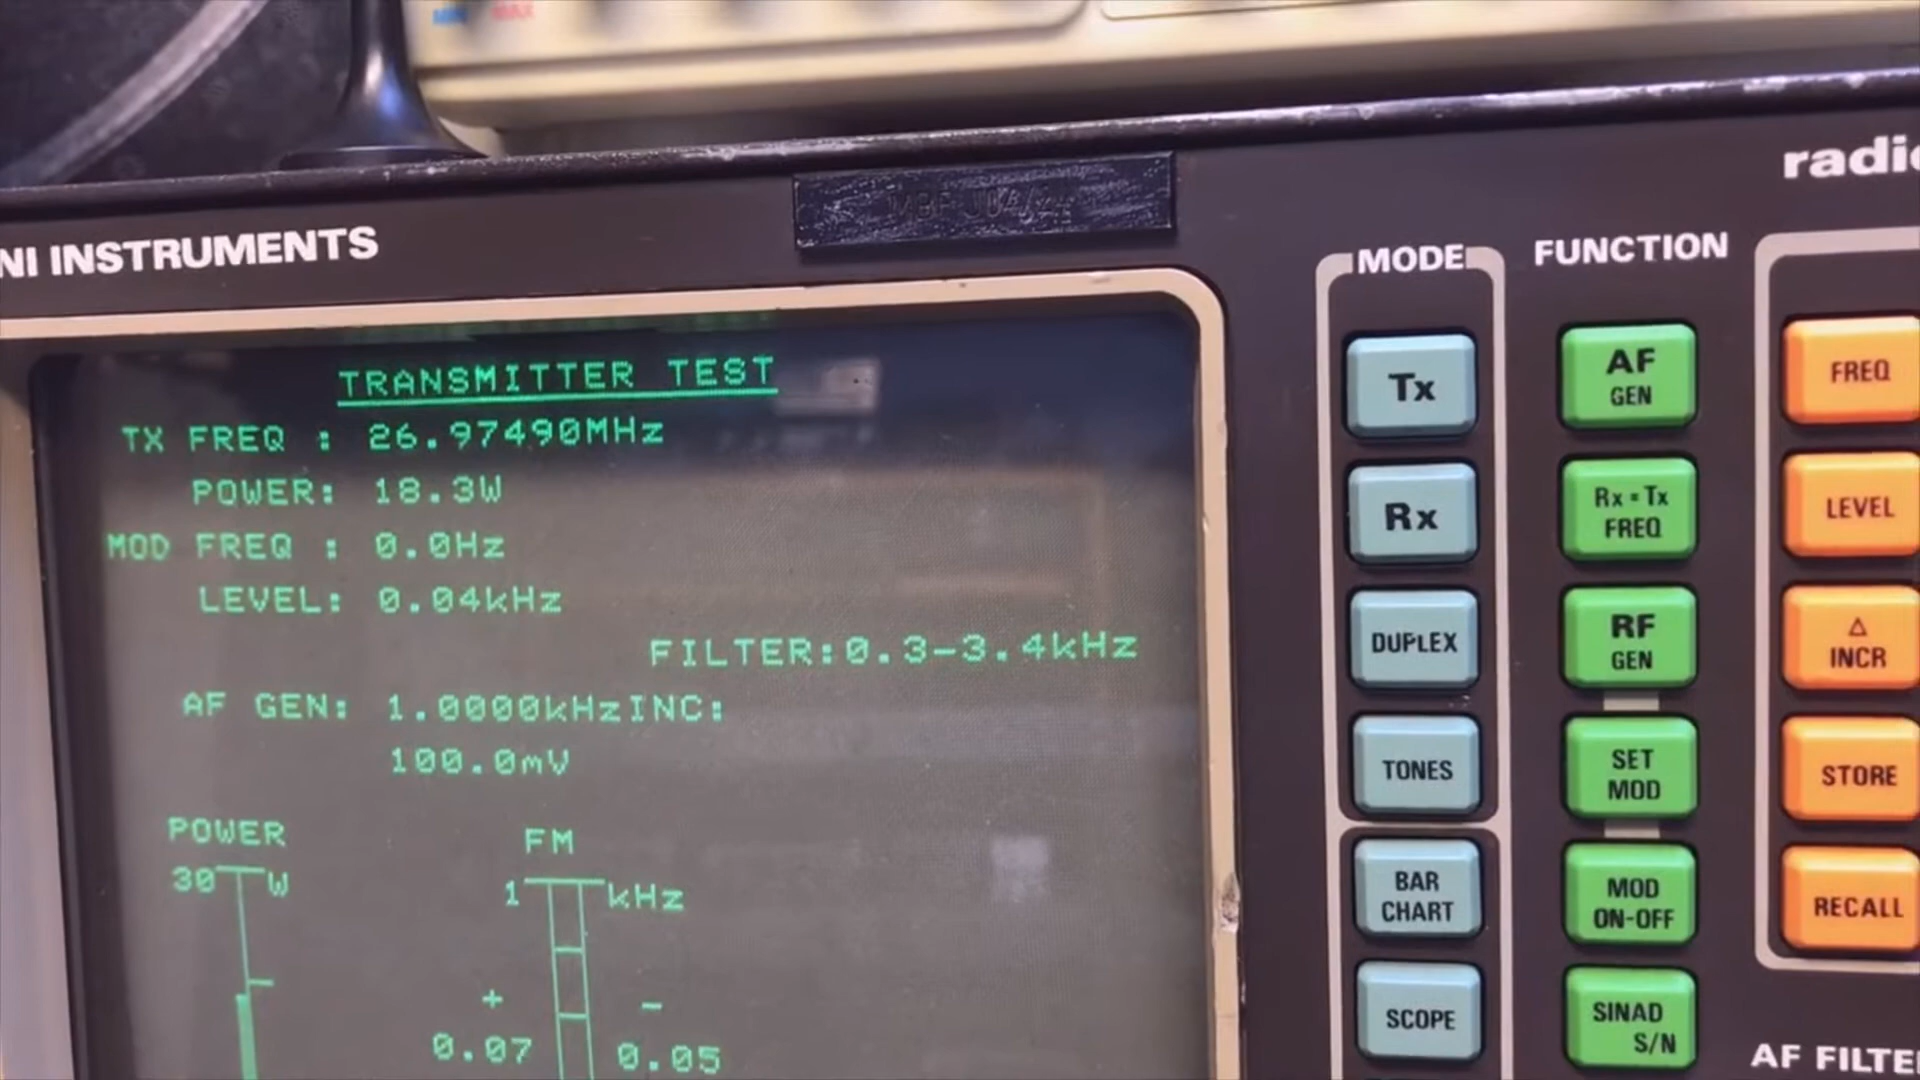 MIN MAX
NI INSTRUMENTS
radio
MODE
FUNCTION
TRANSMITTER TEST
TX FREQ : 26.97490MHz
POWER: 18.3W
MOD FREQ : 0.0Hz
LEVEL: 0.04kHz
FILTER:0.3-3.4kHz
AF GEN: 1.0000kHzINC:
100.0mV
POWER
30 W
FM
1 kHz
+ -
0.07 0.05
Tx
Rx
DUPLEX
TONES
BAR
CHART
SCOPE
AF
GEN
Rx=Tx
FREQ
RF
GEN
SET
MOD
MOD
ON-OFF
SINAD
S/N
FREQ
LEVEL
Δ
INCR
STORE
RECALL
AF FILTE